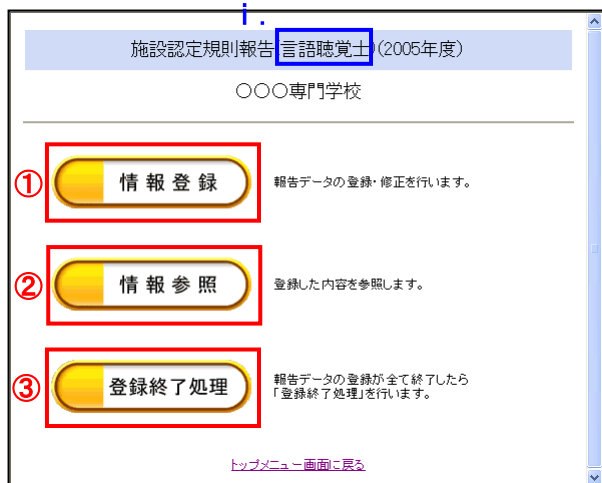 i.
施設認定規則報告(言語聴覚士)(2005年度)
○○○専門学校
① 情報登録 報告データの登録・修正を行います。
② 情報参照 登録した内容を参照します。
③ 登録終了処理 報告データの登録が全て終了したら
「登録終了処理」を行います。
トップメニュー画面に戻る